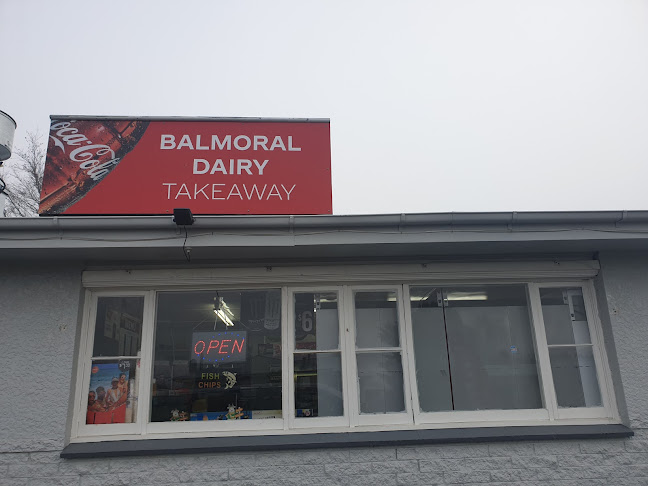 Coca-Cola
BALMORAL
DAIRY
TAKEAWAY
OPEN
FISH
CHIPS